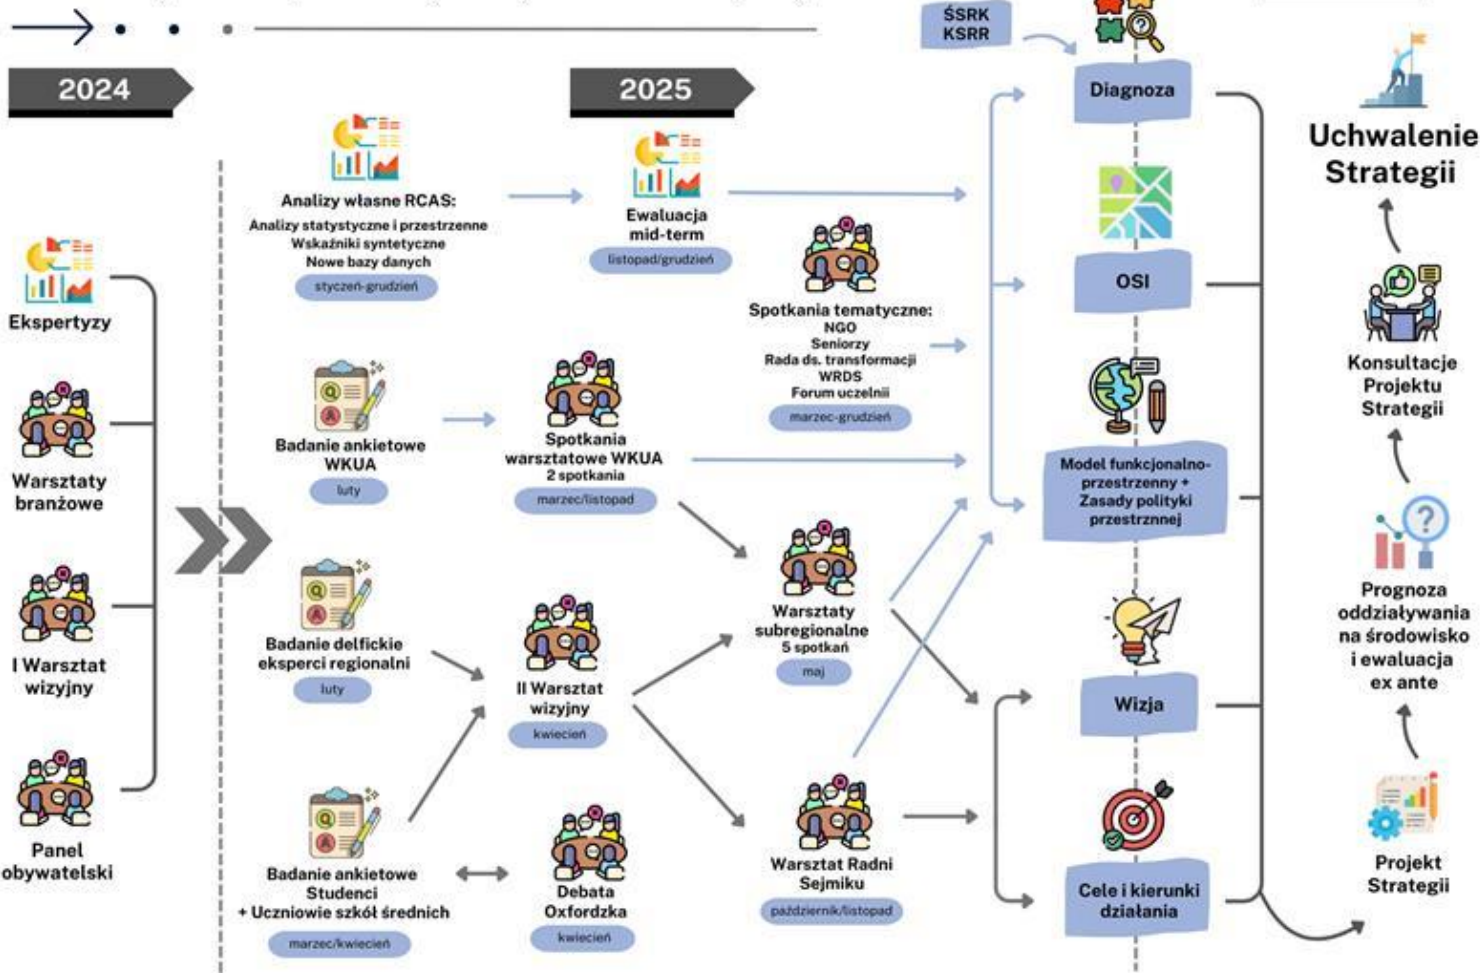 ŚSRK
KSRR
2024
2025
Ekspertyzy
Warsztaty
branżowe
I Warsztat
wizyjny
Panel
obywatelski
Analizy własne RCAS:
Analizy statystyczne i przestrzenne
Wskaźniki syntetyczne
Nowe bazy danych
styczeń-grudzień
Badanie ankietowe
WKUA
luty
Badanie delfickie
eksperci regionalni
luty
Badanie ankietowe
Studenci
+ Uczniowie szkół średnich
marzec/kwiecień
Ewaluacja
mid-term
listopad/grudzień
Spotkania
warsztatowe WKUA
2 spotkania
marzec/listopad
II Warsztat
wizyjny
kwiecień
Debata
Oxfordzka
kwiecień
Spotkania tematyczne:
NGO
Seniorzy
Rada ds. transformacji
WRDS
Forum uczelnii
marzec-grudzień
Warsztaty
subregionalne
5 spotkań
maj
Warsztat Radni
Sejmiku
październik/listopad
Diagnoza
OSI
Model funkcjonalno-
przestrzenny +
Zasady polityki
przestrznnej
Wizja
Cele i kierunki
działania
Uchwalenie
Strategii
Konsultacje
Projektu
Strategii
Prognoza
oddziaływania
na środowisko
i ewaluacja
ex ante
Projekt
Strategii